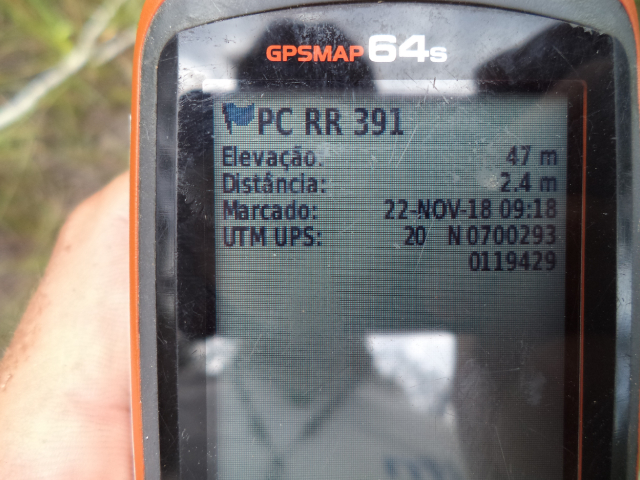 GPSMAP 64s
PC RR 391
Elevação: 47 m
Distância: 2.4 m
Marcado: 22-NOV-18 09:18
UTM UPS: 20 N 0700293
0119429